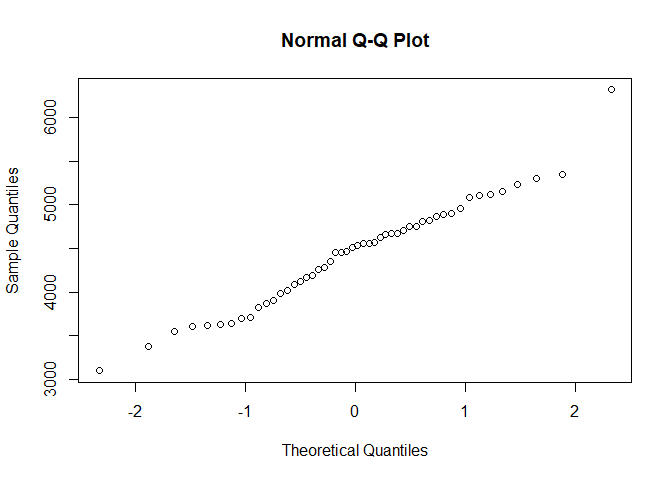 Normal Q-Q Plot
Sample Quantiles
6000
5000
4000
3000
-2 -1 0 1 2
Theoretical Quantiles